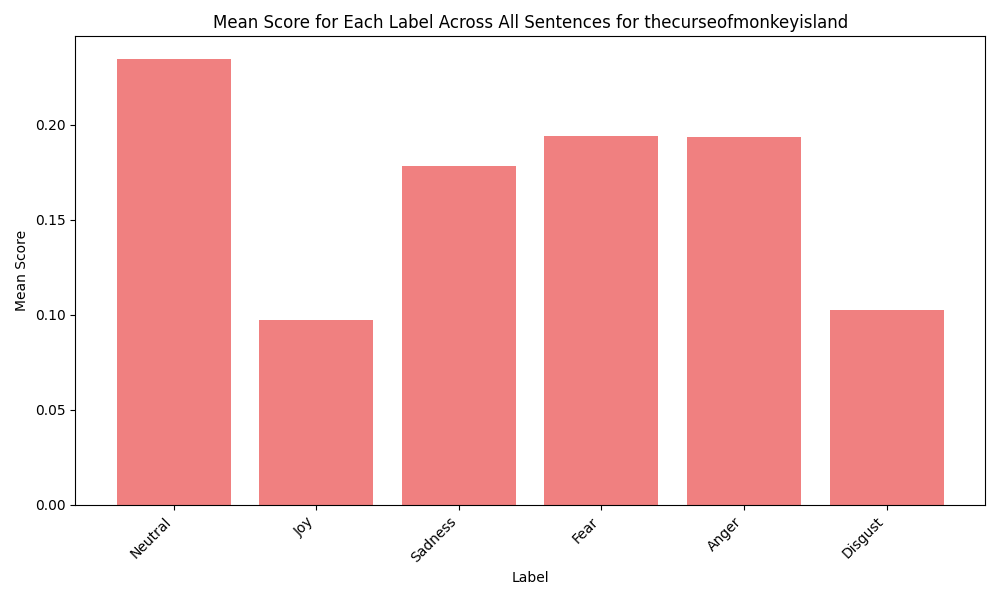 Mean Score for Each Label Across All Sentences for thecurseofmonkeyisland
Mean Score
0.20
0.15
0.10
0.05
0.00
Neutral
Joy
Sadness
Fear
Anger
Disgust
Label